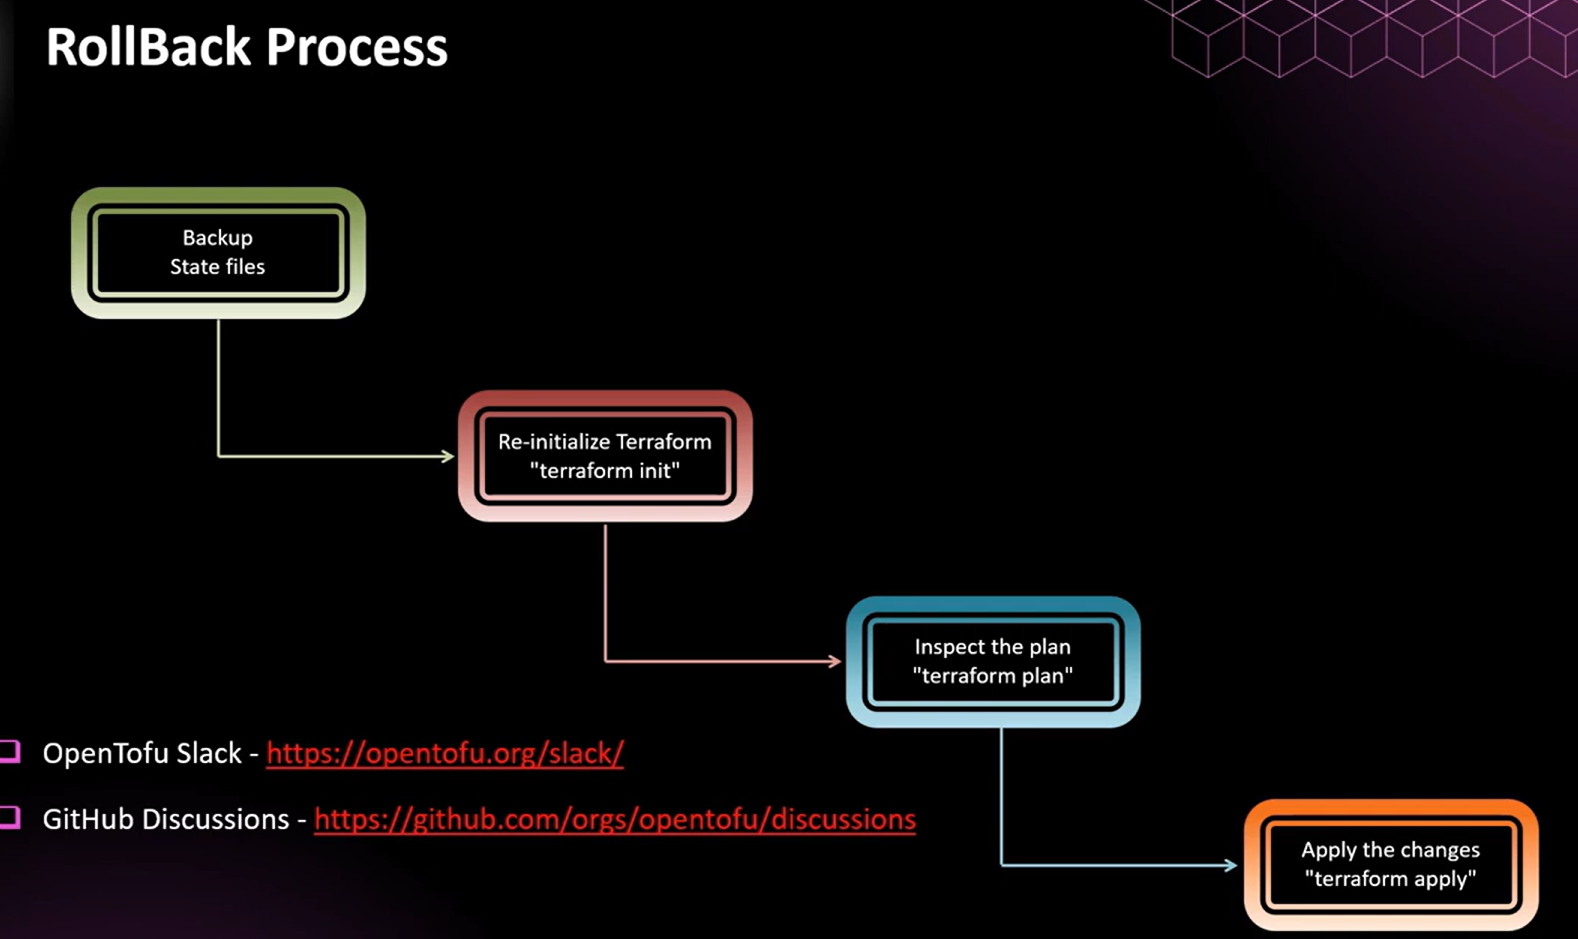 RollBack Process
Backup
State files
Re-initialize Terraform
"terraform init"
Inspect the plan
"terraform plan"
OpenTofu Slack - https://opentofu.org/slack/
GitHub Discussions - https://github.com/orgs/opentofu/discussions
Apply the changes
"terraform apply"